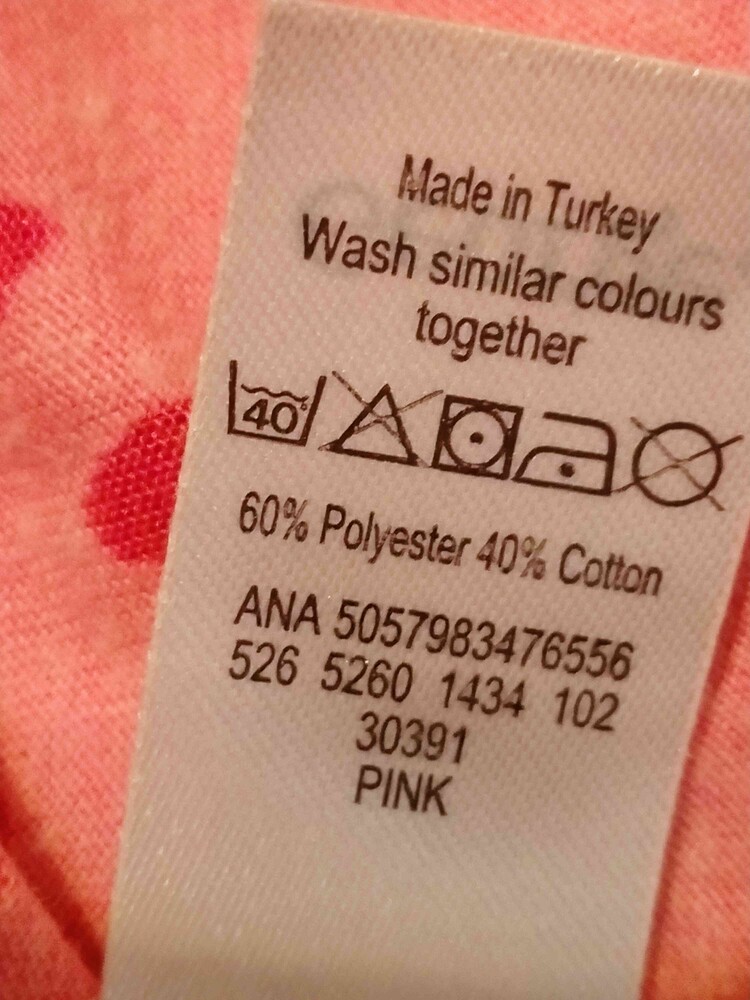 Made in Turkey
Wash similar colours
together
40°
60% Polyester 40% Cotton
ANA 5057983476556
526 5260 1434 102
30391
PINK